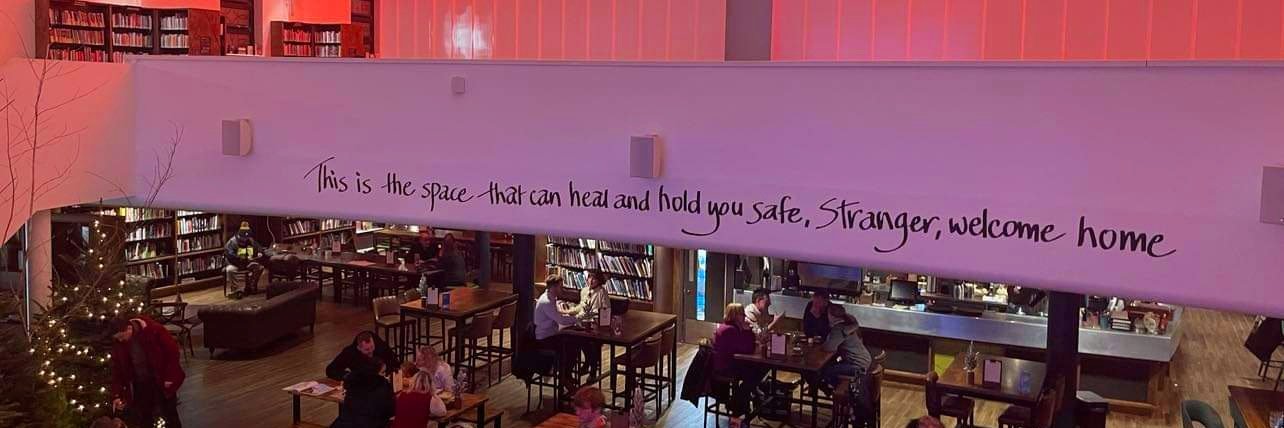 This is the space that can heal and hold you safe, Stranger, welcome home